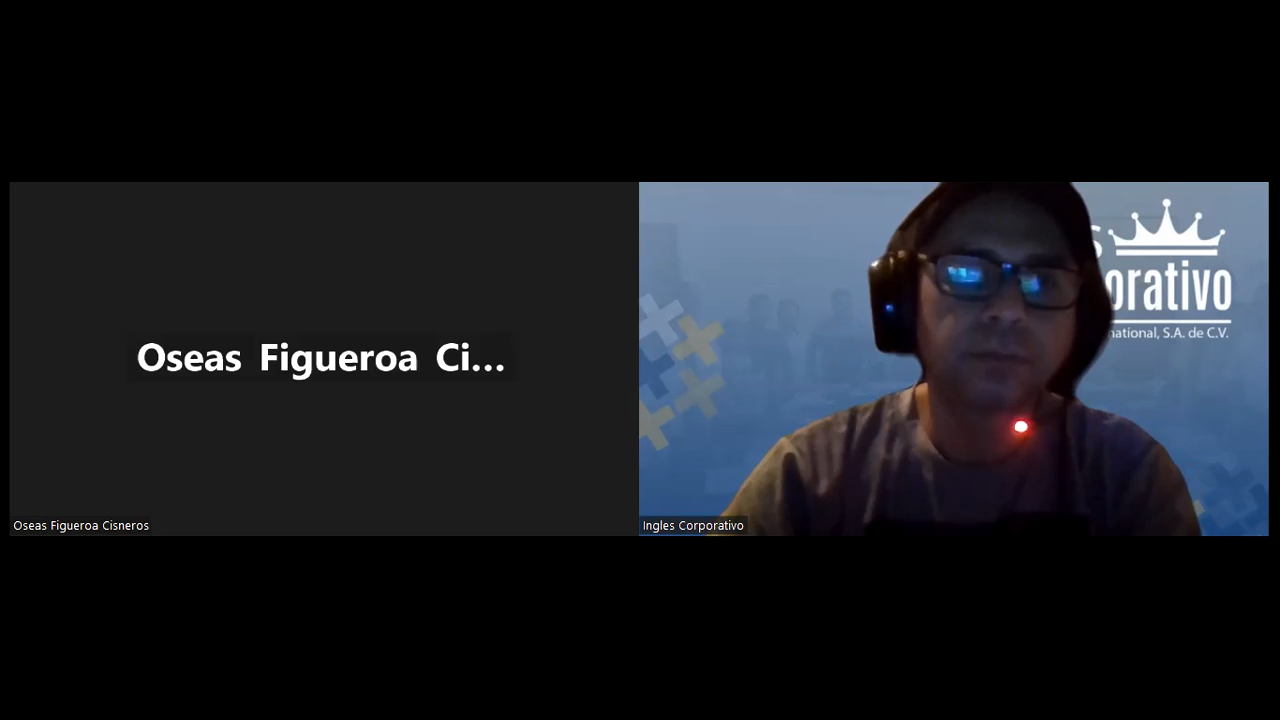 Oseas Figueroa Ci...
Oseas Figueroa Cisneros
s
orativo
national, S.A. de C.V.
Ingles Corporativo